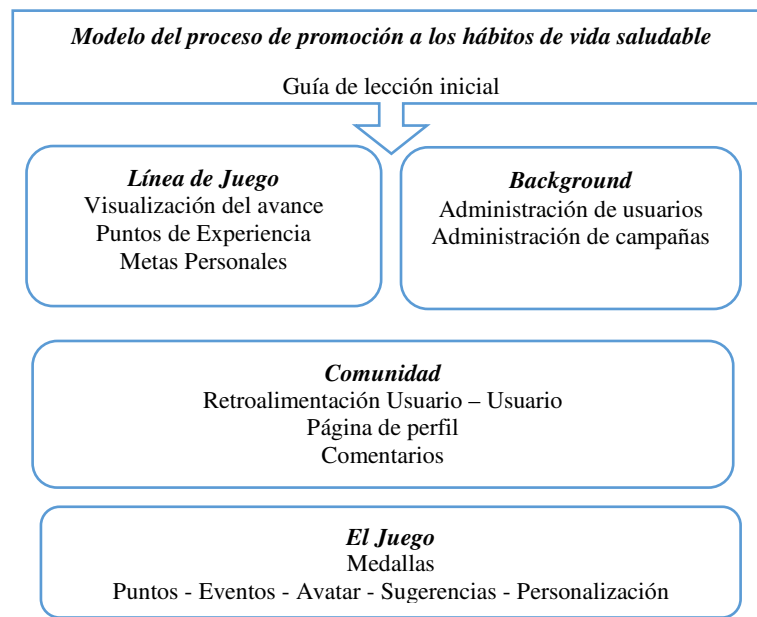 Modelo del proceso de promoción a los hábitos de vida saludable
Guía de lección inicial
Línea de Juego
Visualización del avance
Puntos de Experiencia
Metas Personales
Background
Administración de usuarios
Administración de campañas
Comunidad
Retroalimentación Usuario – Usuario
Página de perfil
Comentarios
El Juego
Medallas
Puntos - Eventos - Avatar - Sugerencias - Personalización